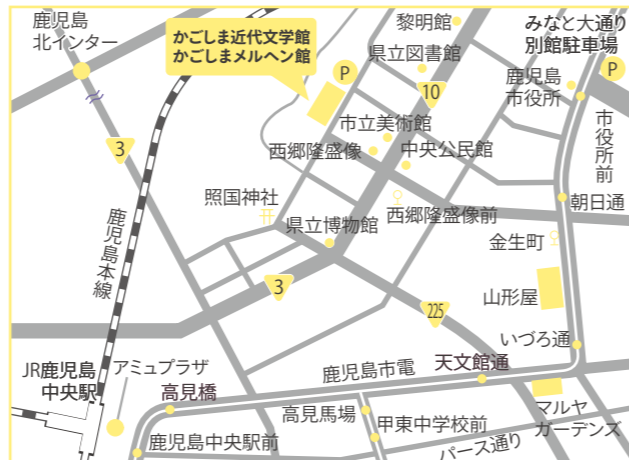 鹿児島
北インター
かごしま近代文学館
かごしまメルヘン館
P
黎明館
県立図書館
10
みなと大通り
別館駐車場
P
鹿児島
市役所
市役所前
3
市立美術館
西郷隆盛像
中央公民館
朝日通
照国神社
西郷隆盛像前
県立博物館
金生町
鹿児島本線
3
225
山形屋
いづろ通
JR鹿児島
中央駅
アミュプラザ
鹿児島市電
天文館通
高見橋
高見馬場
マルヤ
ガーデンズ
甲東中学校前
鹿児島中央駅前
パース通り